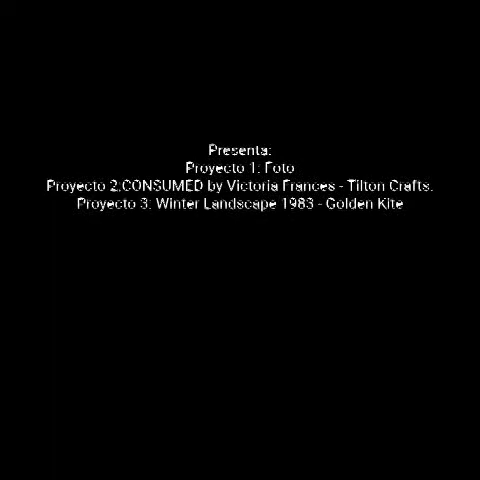 Presenta:
Proyecto 1: Foto
Proyecto 2:CONSUMED by Victoria Frances - Tilton Crafts.
Proyecto 3: Winter Landscape 1983 - Golden Kite